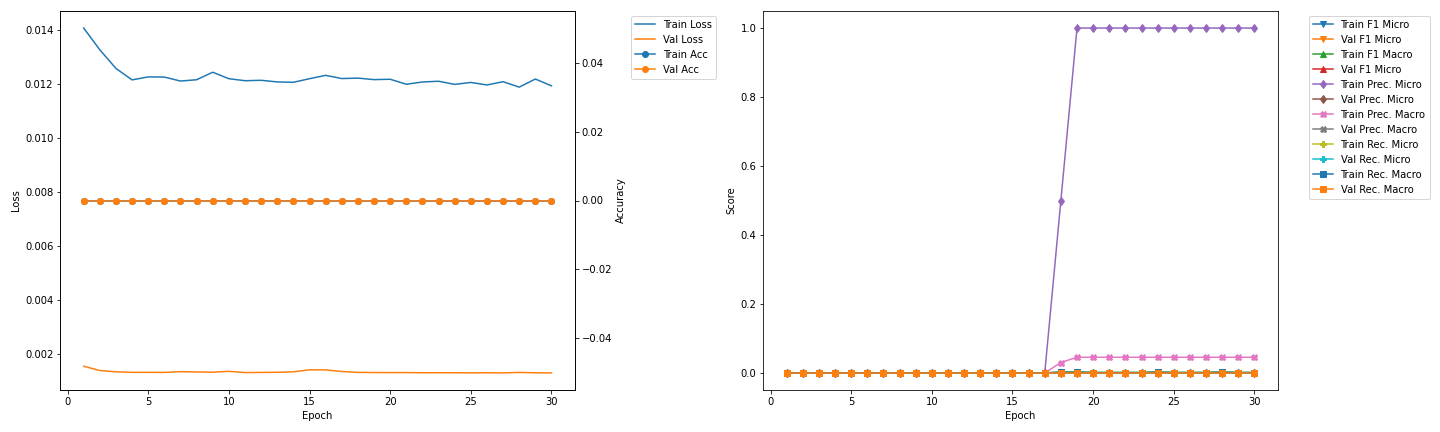 0.014
0.012
0.010
0.008
0.006
0.004
0.002
Loss
0
5
10
15
20
25
30
Epoch
0.04
0.02
0.00
−0.02
−0.04
Accuracy
Train Loss
Val Loss
Train Acc
Val Acc
1.0
0.8
0.6
0.4
0.2
0.0
Score
0
5
10
15
20
25
30
Epoch
Train F1 Micro
Val F1 Micro
Train F1 Macro
Val F1 Micro
Train Prec. Micro
Val Prec. Micro
Train Prec. Macro
Val Prec. Macro
Train Rec. Micro
Val Rec. Micro
Train Rec. Macro
Val Rec. Macro